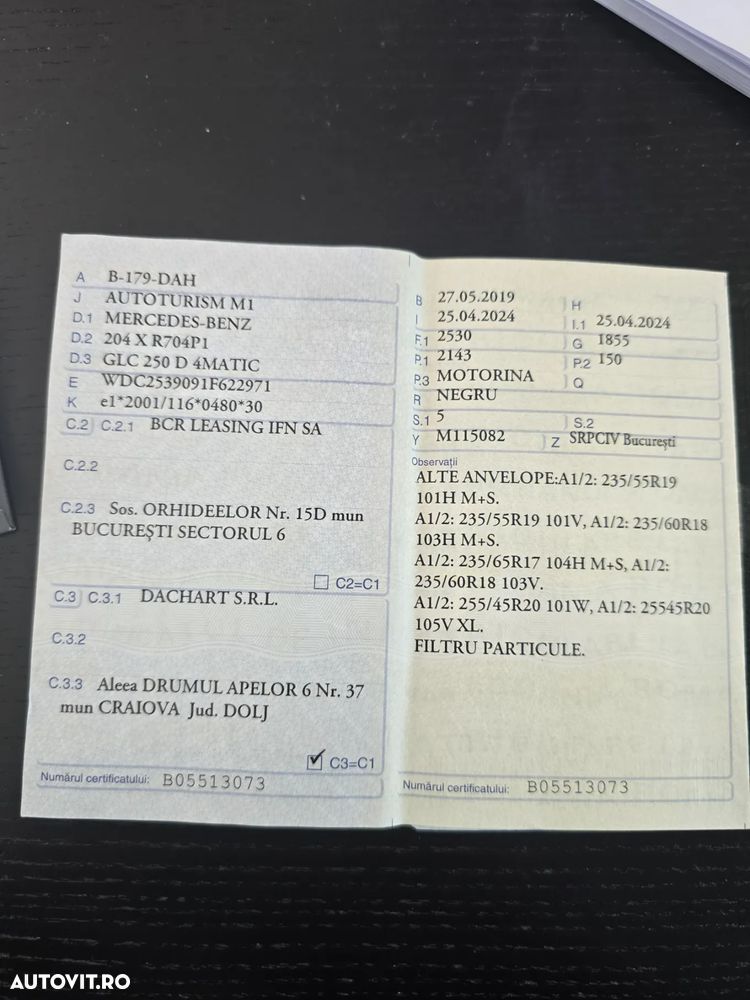 A B-179-DAH
J AUTOTURISM M1
D.1 MERCEDES-BENZ
D.2 204 X R704P1
D.3 GLC 250 D 4MATIC
E WDC2539091F622971
K e1*2001/116*0480*30
C.2 C.2.1 BCR LEASING IFN SA
C.2.2
C.2.3 Sos. ORHIDEELOR Nr. 15D mun
BUCUREȘTI SECTORUL 6
C2=C1
C.3 C.3.1 DACHART S.R.L.
C.3.2
C.3.3 Aleea DRUMUL APELOR 6 Nr. 37
mun CRAIOVA Jud. DOLJ
C3=C1
Numărul certificatului: B05513073
B 27.05.2019 H
I 25.04.2024 I.1 25.04.2024
F.1 2530 G 1855
P.1 2143 P.2 150
P.3 MOTORINA Q
R NEGRU
S.1 5 S.2
Y M115082 Z SRPCIV București
Observații
ALTE ANVELOPE:A1/2: 235/55R19
101H M+S.
A1/2: 235/55R19 101V, A1/2: 235/60R18
103H M+S.
A1/2: 235/65R17 104H M+S, A1/2:
235/60R18 103V.
A1/2: 255/45R20 101W, A1/2: 25545R20
105V XL.
FILTRU PARTICULE.
Numărul certificatului: B05513073
AUTOVIT.RO